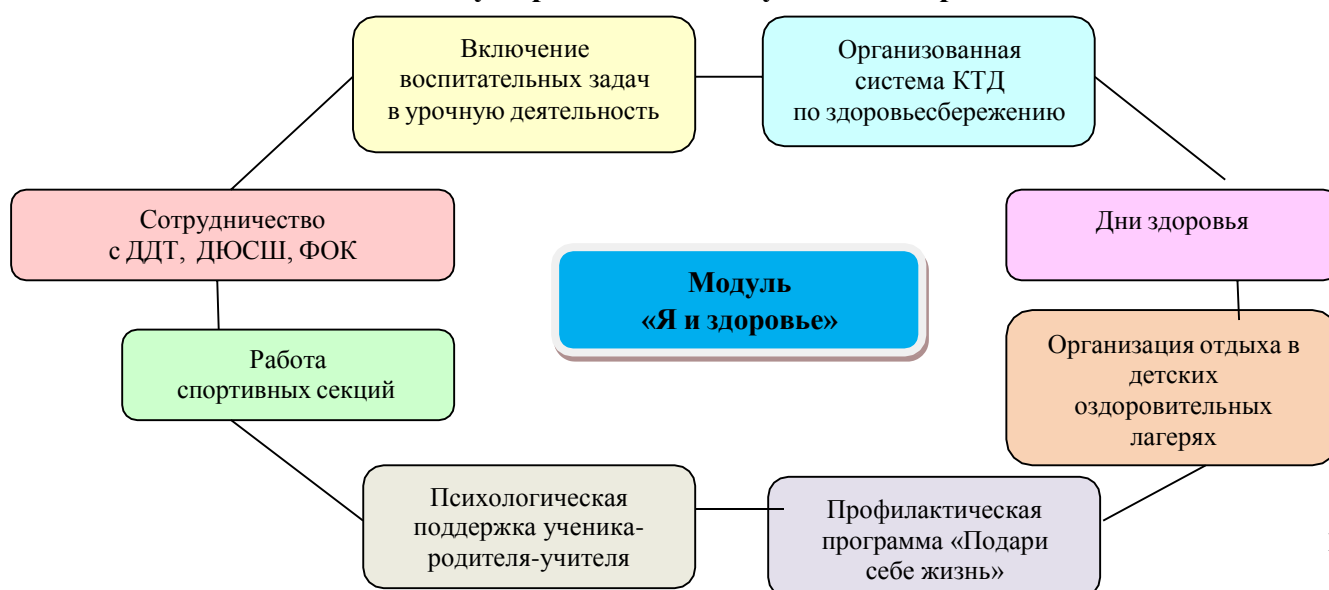 Включение
воспитательных задач
в урочную деятельность
Организованная
система КТД
по здоровьесбережению
Сотрудничество
с ДДТ, ДЮСШ, ФОК
Дни здоровья
Модуль
«Я и здоровье»
Работа
спортивных секций
Организация отдыха в
детских
оздоровительных
лагерях
Психологическая
поддержка ученика-
родителя-учителя
Профилактическая
программа «Подари
себе жизнь»